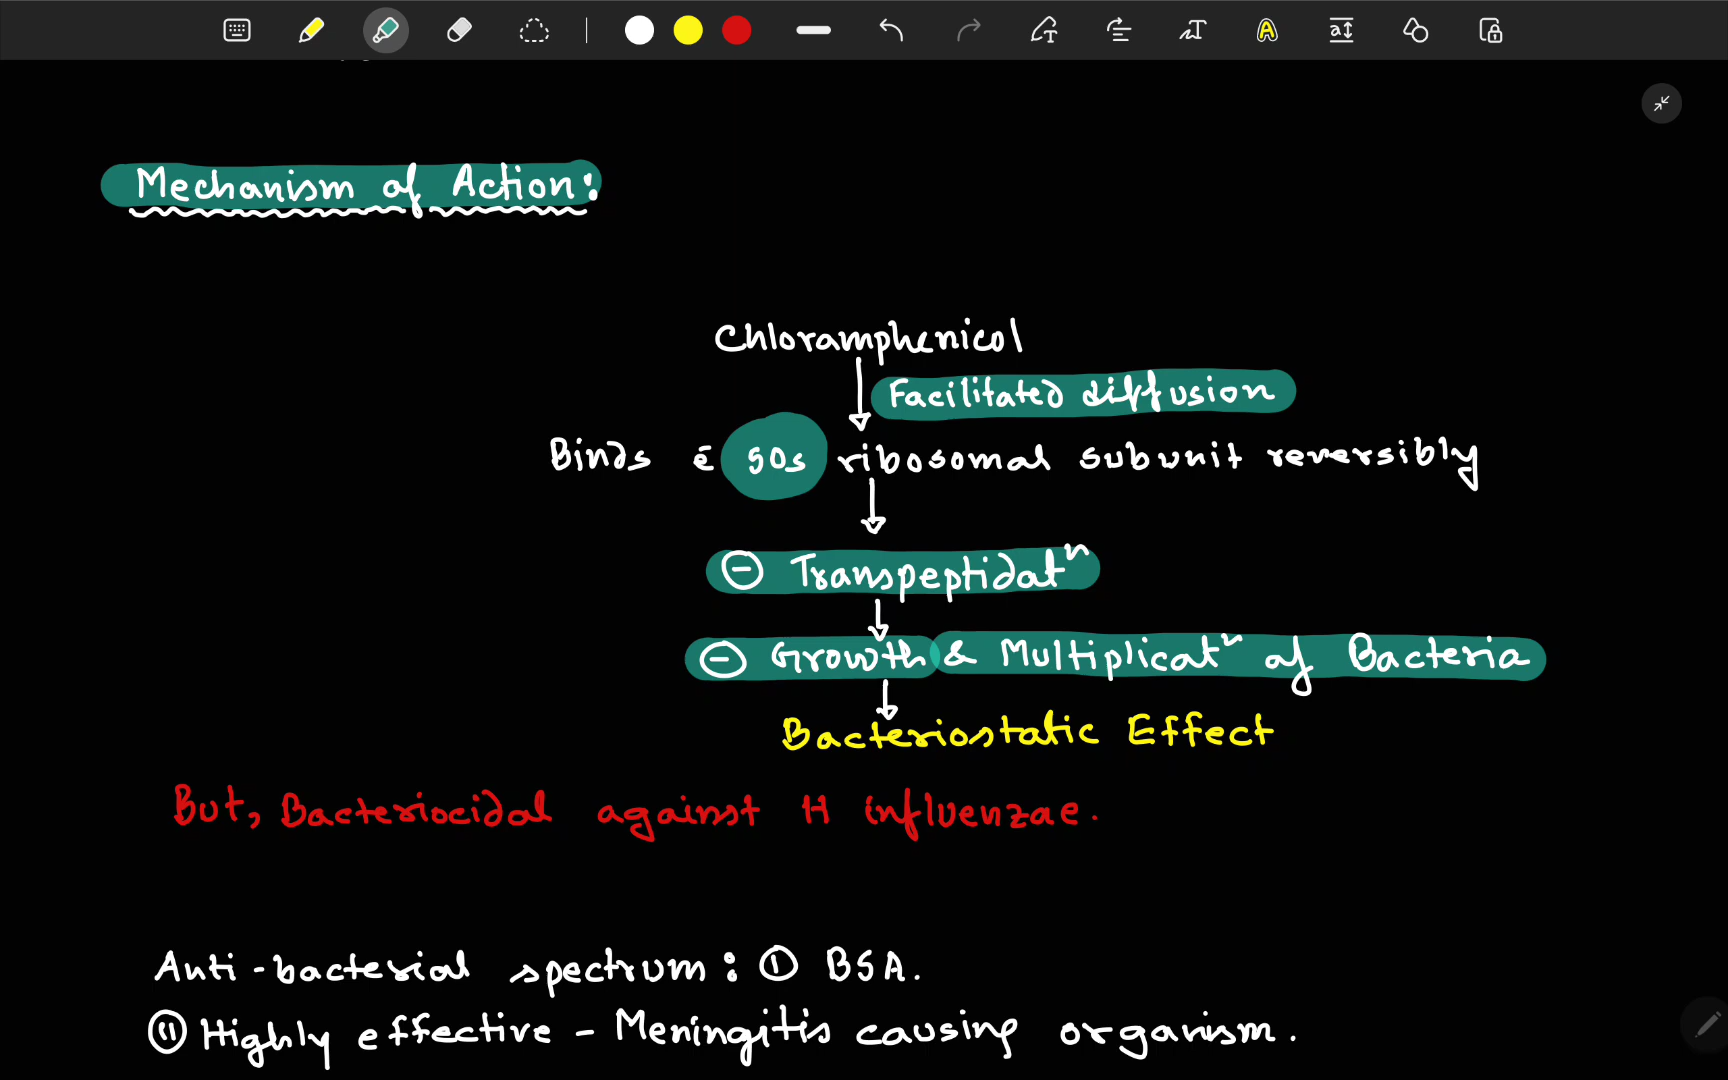 Mechanism of Action:
Chloramphenicol
Facilitated diffusion
Binds c̄ 50s ribosomal subunit reversibly
⊖ Transpeptidatⁿ
⊖ Growth & Multiplicatⁿ of Bacteria
Bacteriostatic Effect
But, Bacteriocidal against H influenzae.
Anti-bacterial spectrum: ① BSA.
ⓘⓘ Highly effective - Meningitis causing organism.